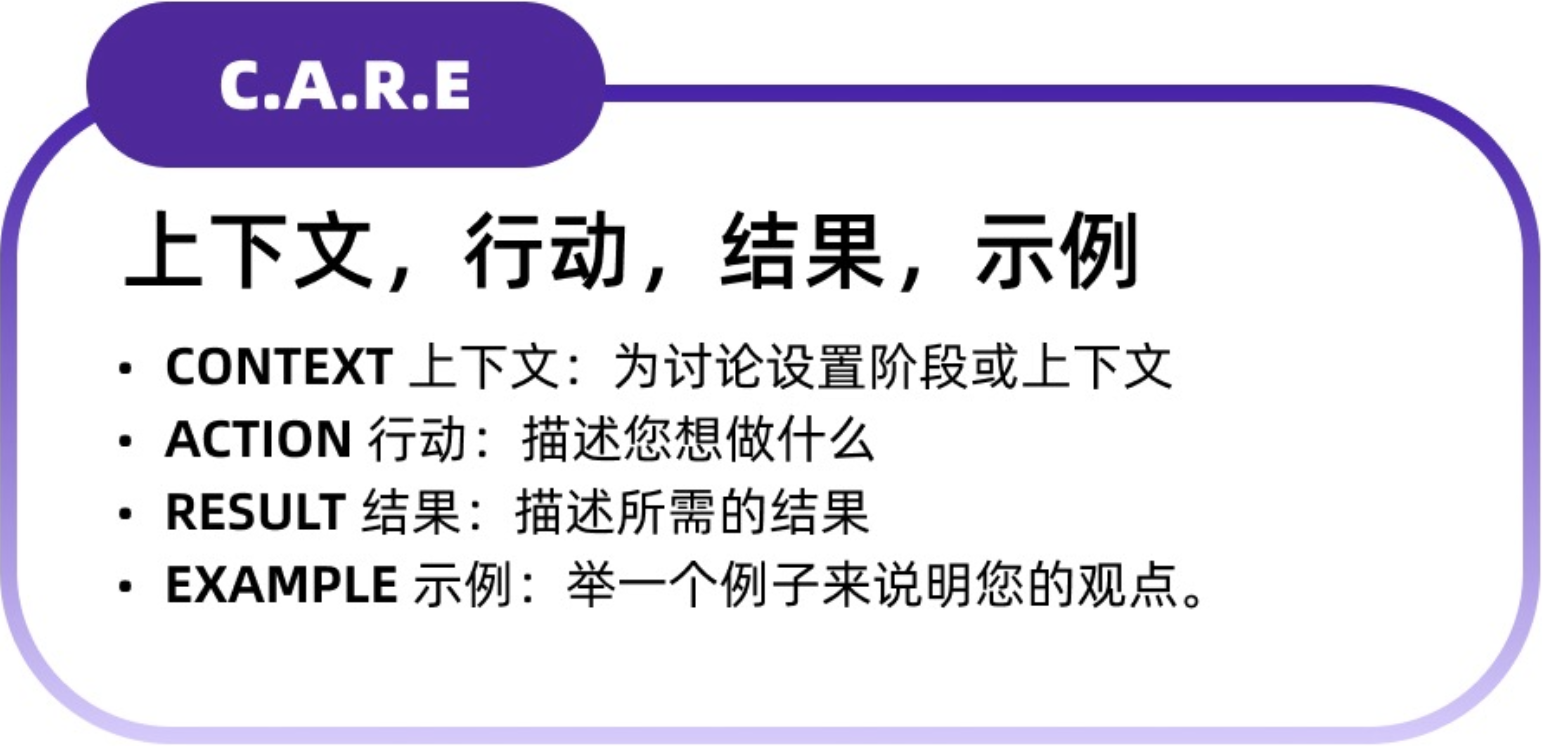 C.A.R.E
上下文，行动，结果，示例
• CONTEXT 上下文：为讨论设置阶段或上下文
• ACTION 行动：描述您想做什么
• RESULT 结果：描述所需的结果
• EXAMPLE 示例：举一个例子来说明您的观点。